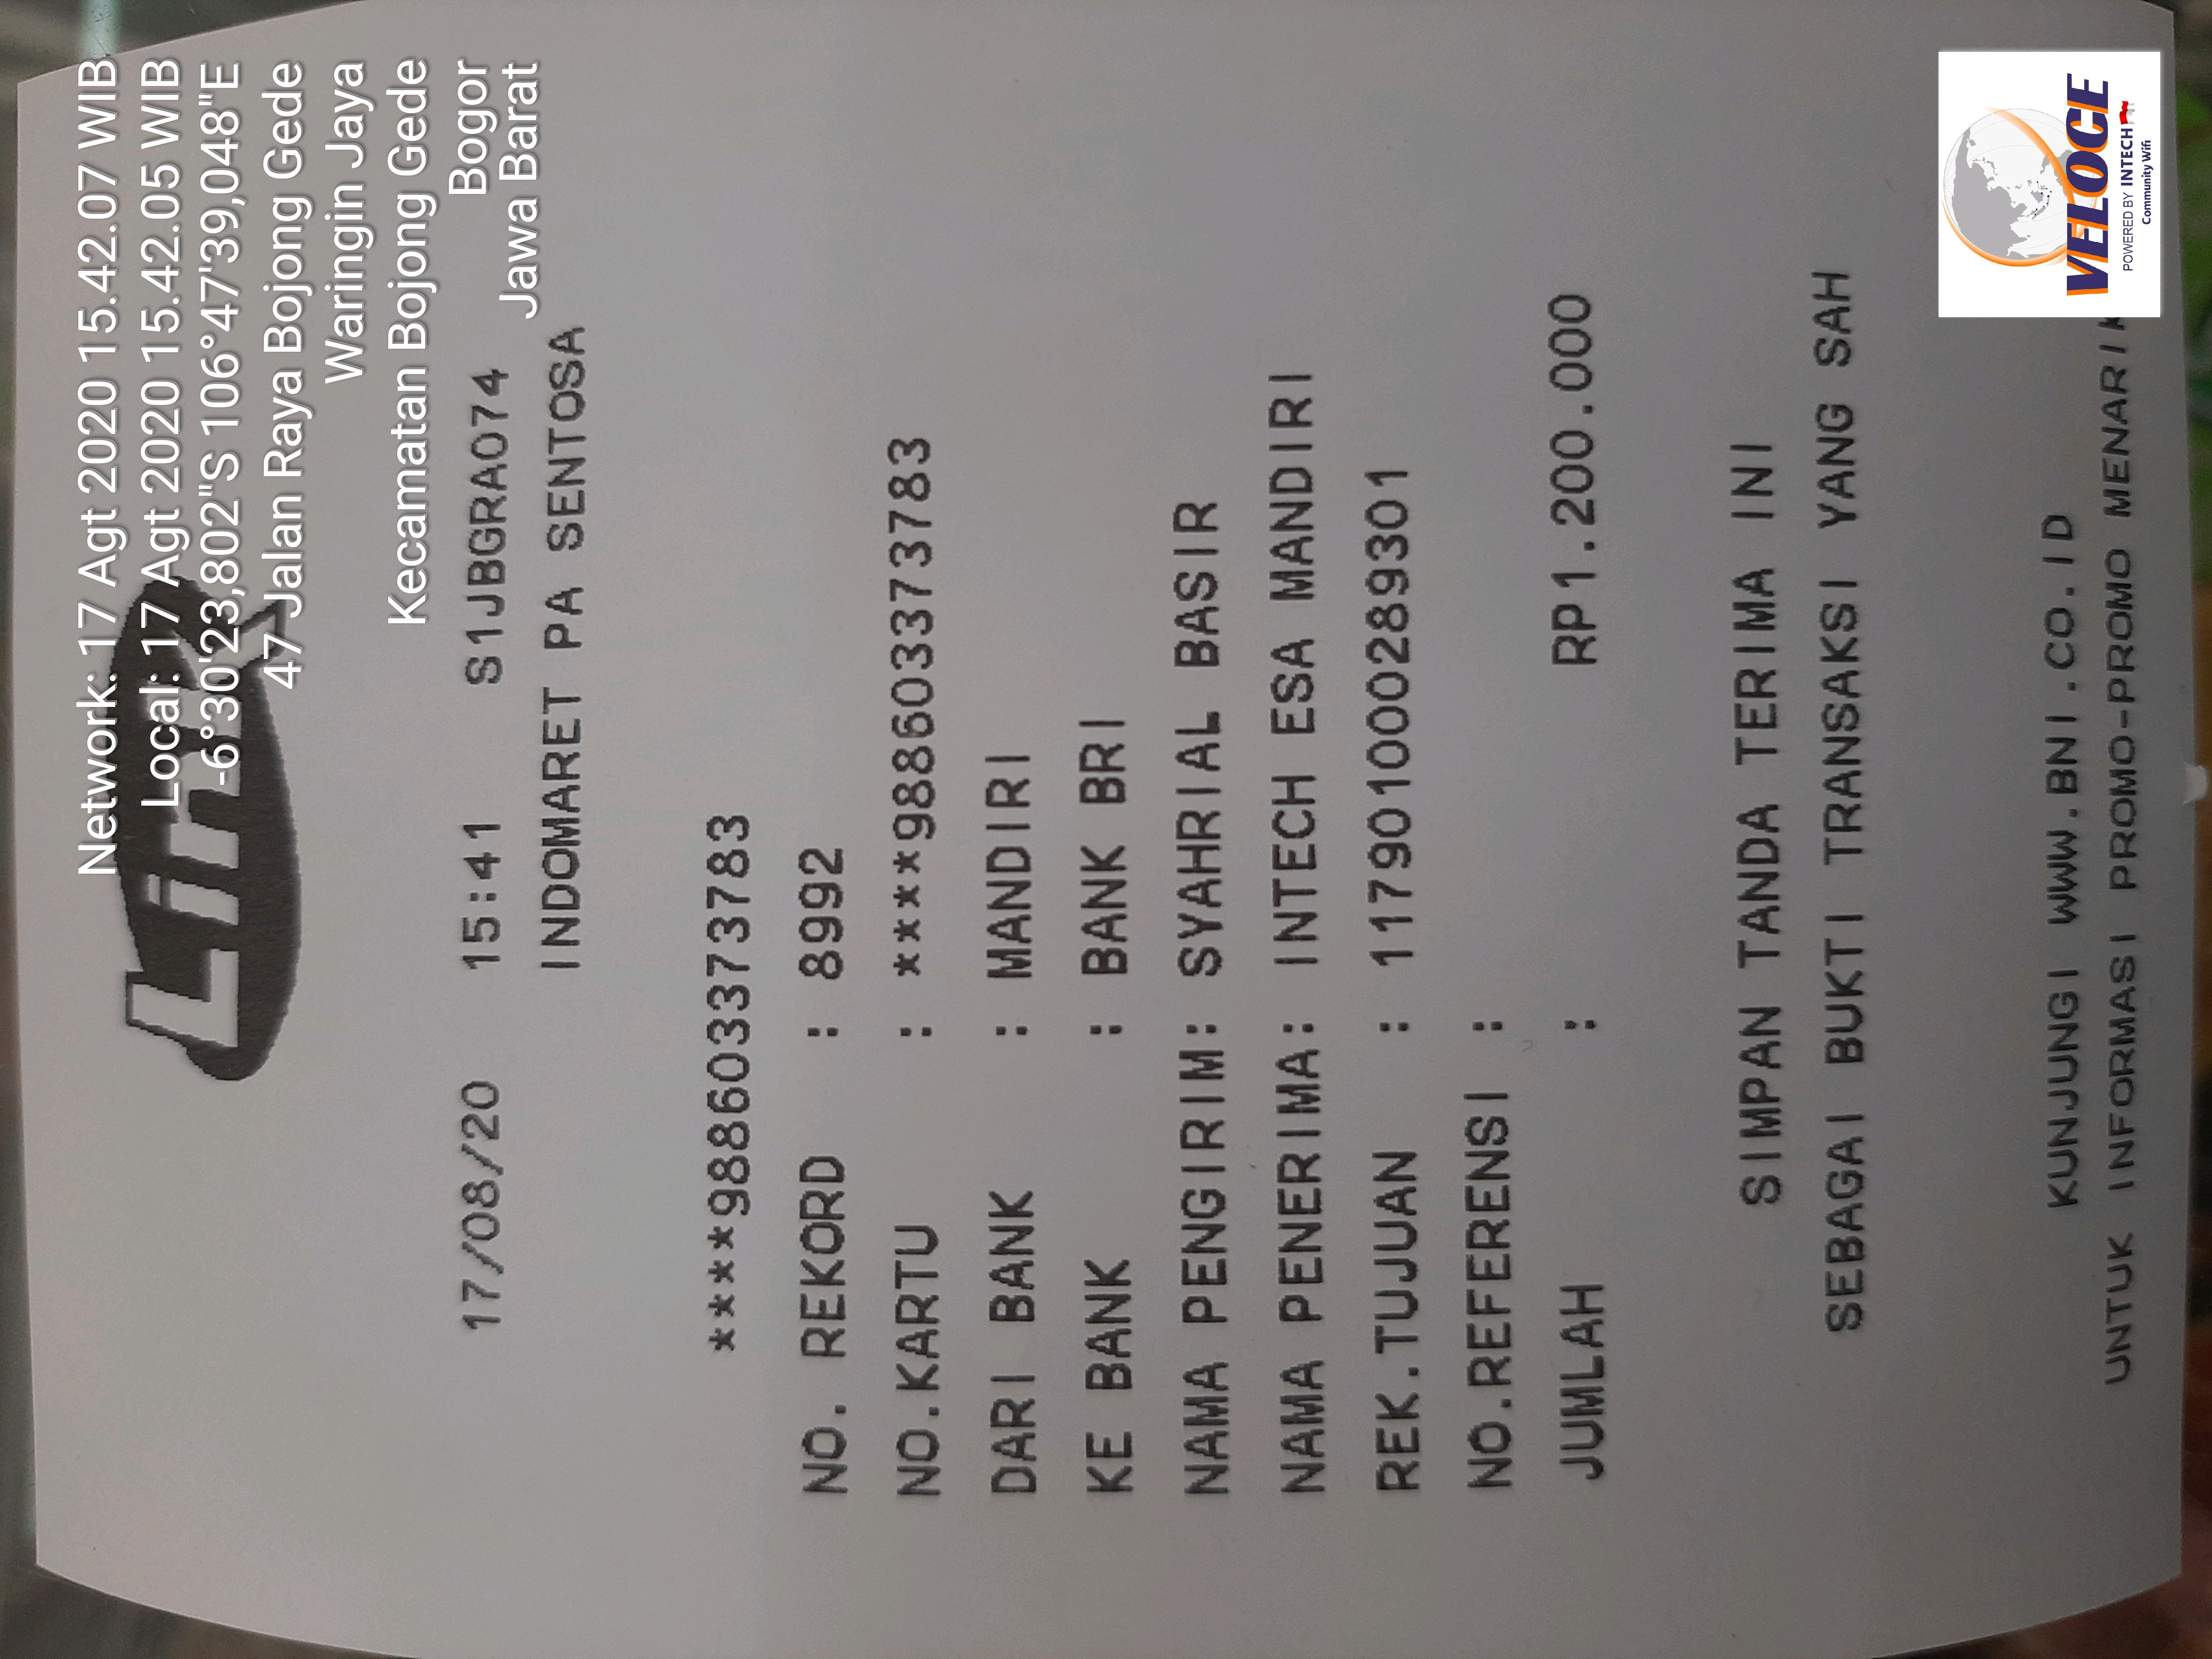 Network: 17 Agt 2020 15.42.07 WIB
Local: 17 Agt 2020 15.42.05 WIB
-6°30'23,802"S 106°47'39,048"E
47 Jalan Raya Bojong Gede
Waringin Jaya
Kecamatan Bojong Gede
Bogor
Jawa Barat
Link
17/08/20 15:41 S1JBGRA074
INDOMARET PA SENTOSA
****988603373783
NO. REKORD : 8992
NO.KARTU : ****988603373783
DARI BANK : MANDIRI
KE BANK : BANK BRI
NAMA PENGIRIM: SYAHRIAL BASIR
NAMA PENERIMA: INTECH ESA MANDIRI
REK.TUJUAN : 117901000289301
NO.REFERENSI :
JUMLAH : RP1.200.000
SIMPAN TANDA TERIMA INI
SEBAGAI BUKTI TRANSAKSI YANG SAH
KUNJUNGI WWW.BNI.CO.ID
UNTUK INFORMASI PROMO-PROMO MENARIK
VELOCE
POWERED BY INTECH
Community Wifi